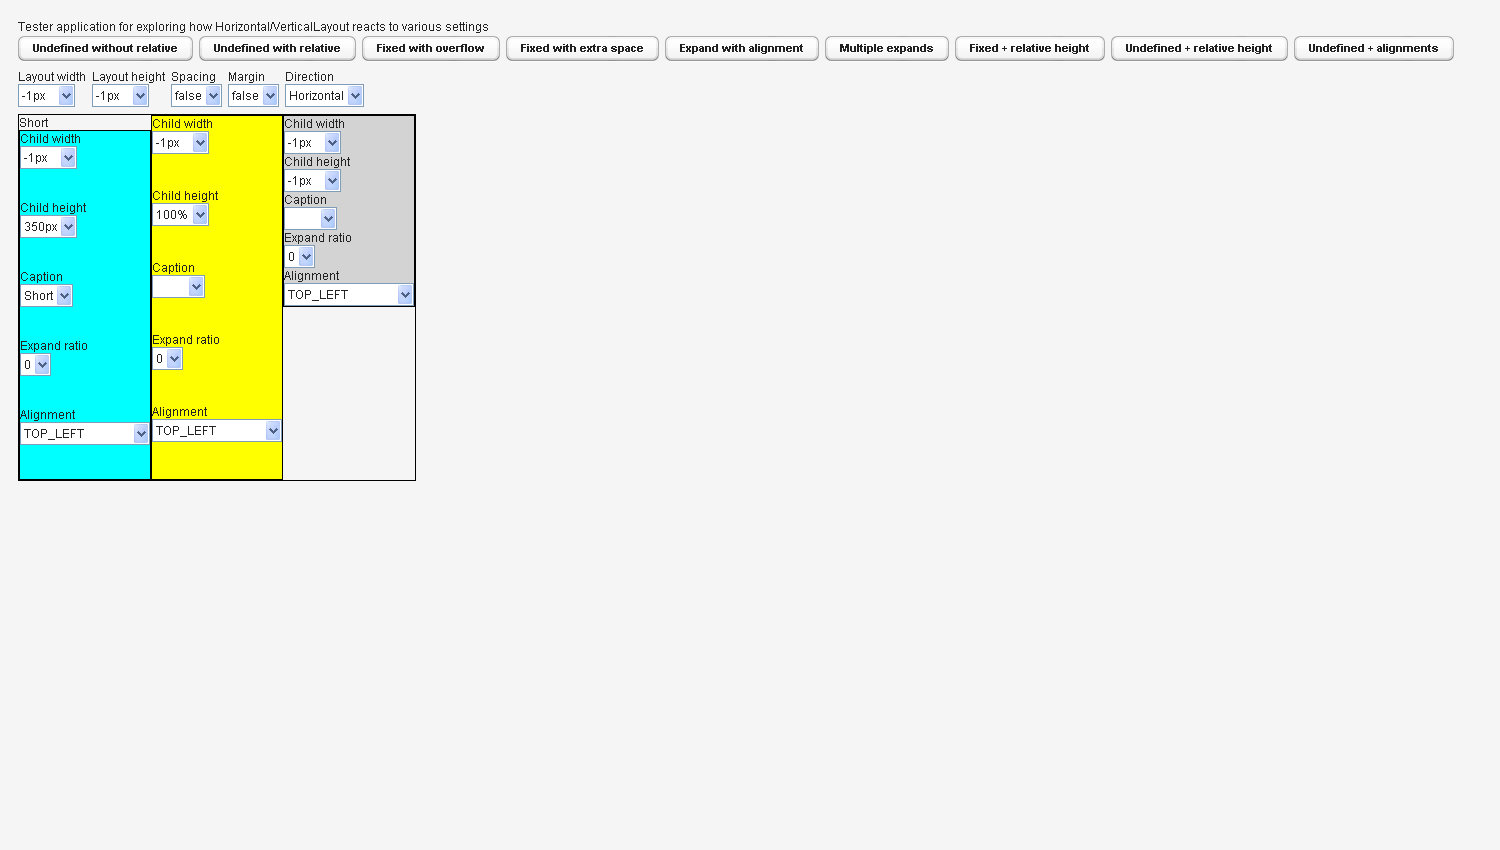 Tester application for exploring how Horizontal/VerticalLayout reacts to various settings
Undefined without relative Undefined with relative Fixed with overflow Fixed with extra space Expand with alignment Multiple expands Fixed + relative height Undefined + relative height Undefined + alignments
Layout width Layout height Spacing Margin Direction
-1px -1px false false Horizontal
Short
Child width
-1px
Child height
350px
Caption
Short
Expand ratio
0
Alignment
TOP_LEFT
Child width
-1px
Child height
100%
Caption
Expand ratio
0
Alignment
TOP_LEFT
Child width
-1px
Child height
-1px
Caption
Expand ratio
0
Alignment
TOP_LEFT